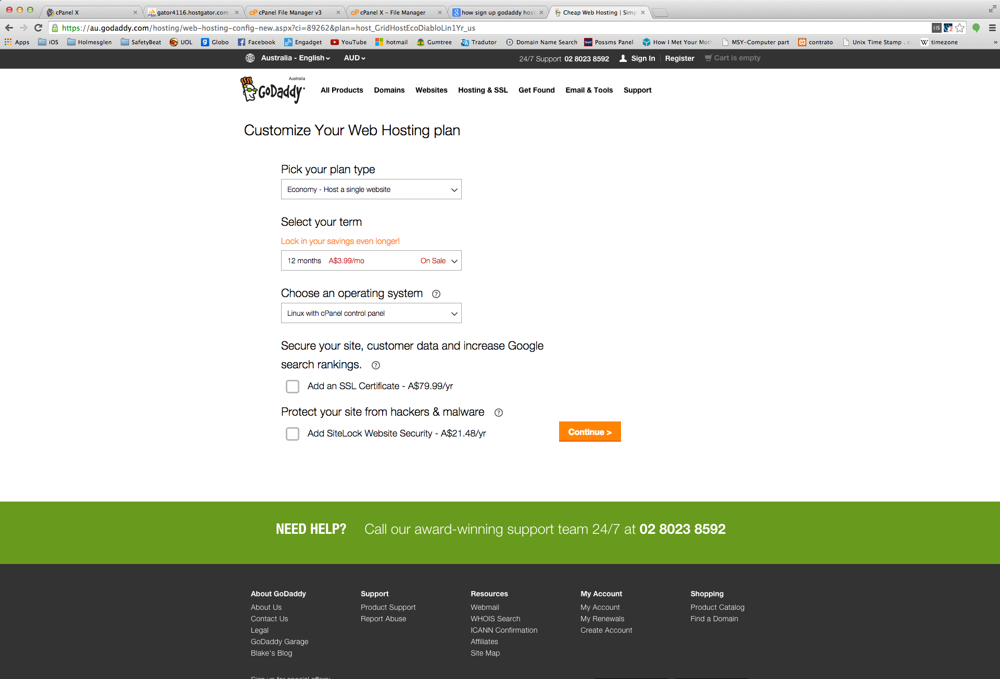 cPanel X
gator4116.hostgator.com
cPanel File Manager v3
cPanel X - File Manager
how sign up godaddy host
Cheap Web Hosting | Simp
https://au.godaddy.com/hosting/web-hosting-config-new.aspx?ci=89262&plan=host_GridHostEcoDiabloLin1Yr_us
Apps iOS Holmesglen SafetyBeat UOL Globo Facebook Engadget YouTube hotmail Gumtree Tradutor Domain Name Search Possms Panel How I Met Your Moth MSY-Computer part contrato Unix Time Stamp . c timezone »
Australia - English AUD 24/7 Support 02 8023 8592 Sign In Register Cart is empty
Australia
GoDaddy
All Products Domains Websites Hosting & SSL Get Found Email & Tools Support
Customize Your Web Hosting plan
Pick your plan type
Economy - Host a single website
Select your term
Lock in your savings even longer!
12 months A$3.99/mo On Sale
Choose an operating system ?
Linux with cPanel control panel
Secure your site, customer data and increase Google
search rankings. ?
Add an SSL Certificate - A$79.99/yr
Protect your site from hackers & malware ?
Add SiteLock Website Security - A$21.48/yr
Continue >
NEED HELP? Call our award-winning support team 24/7 at 02 8023 8592
About GoDaddy
About Us
Contact Us
Legal
GoDaddy Garage
Blake's Blog
Support
Product Support
Report Abuse
Resources
Webmail
WHOIS Search
ICANN Confirmation
Affiliates
Site Map
My Account
My Account
My Renewals
Create Account
Shopping
Product Catalog
Find a Domain
Sign up for special offers: